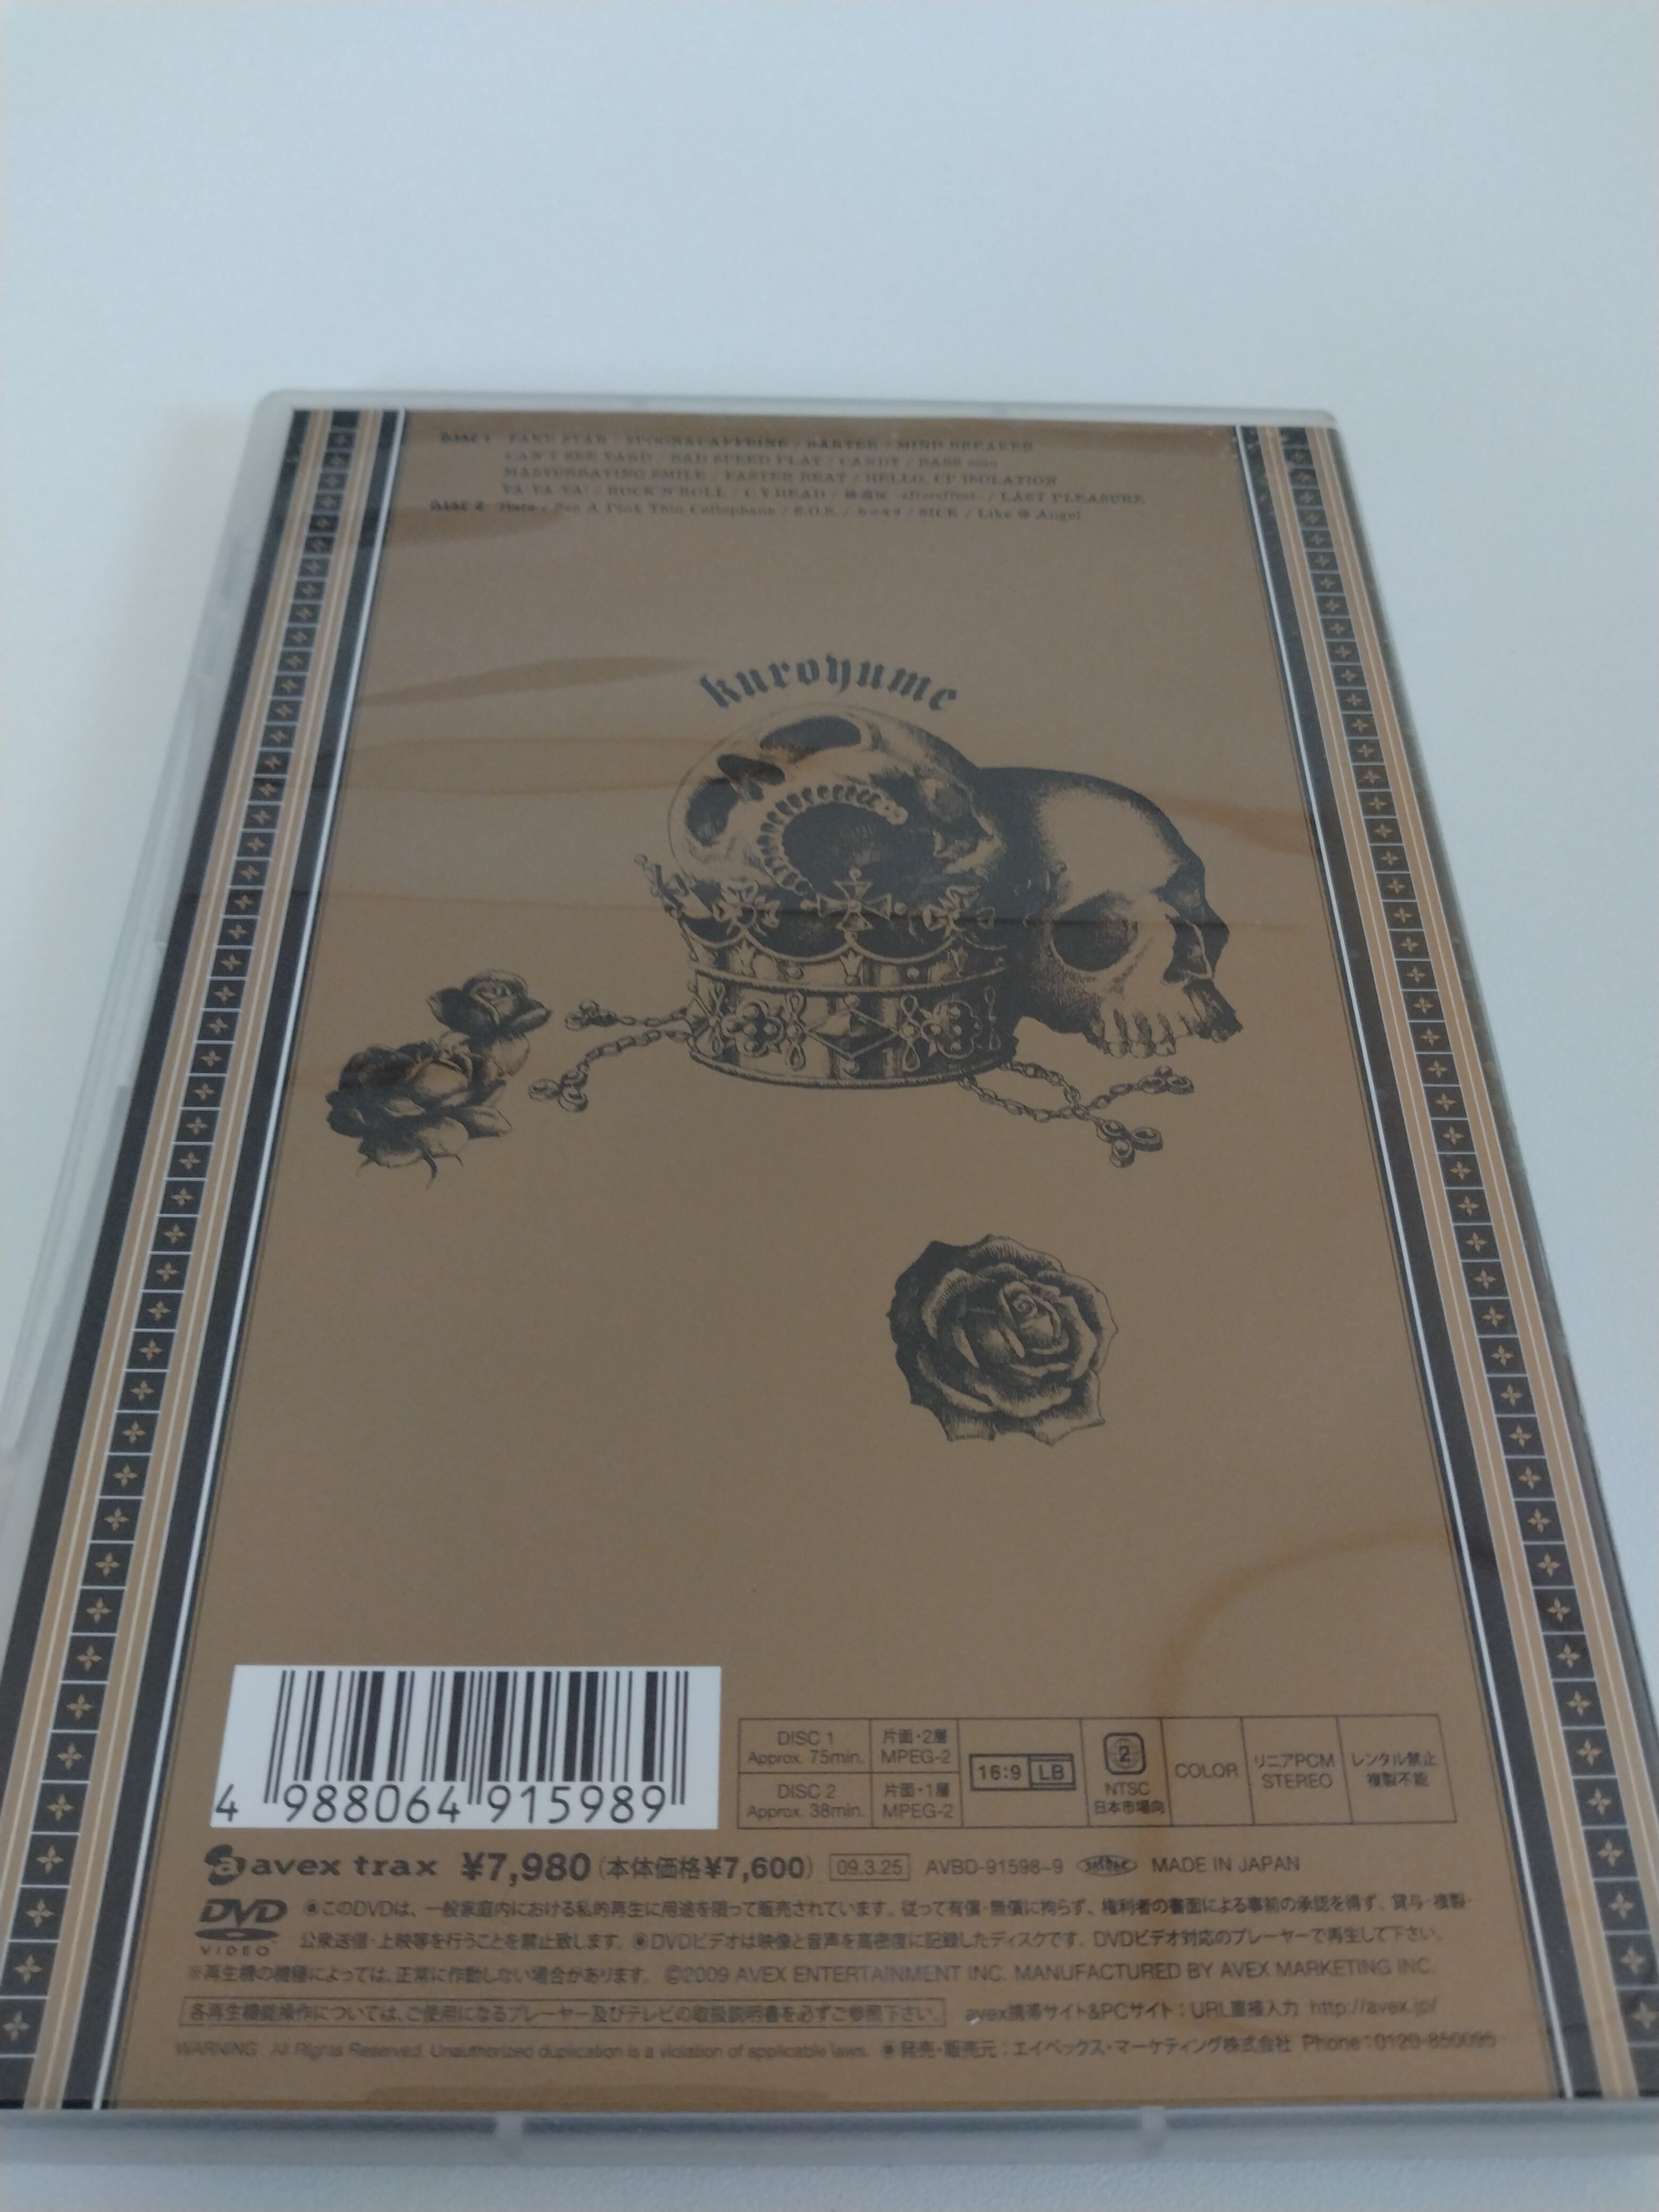 DISC 1 FAKE STAR / SPOON&CAFFEINE / BARTER / MIND BREAKER
CAN'T SEE YARD / BAD SPEED PLAY / CANDY / BASS solo
MASTURBATING SMILE / FASTER BEAT / HELLO, CP ISOLATION
YA-YA-YA! / ROCK'N'ROLL / C.Y.HEAD / 後遺症 -aftereffect- / LAST PLEASURE
DISC 2 See A Pink Thin Cellophane / S.O.S. / カマキリ / SICK / Like @ Angel
kuroyume
DISC 1 Approx. 75min. 片面・2層 MPEG-2
DISC 2 Approx. 38min. 片面・1層 MPEG-2
16:9 LB
2 NTSC 日本市場向
COLOR
リニアPCM STEREO
レンタル禁止 複製不能
4 988064 915989
avex trax ¥7,980(本体価格¥7,600) 09.3.25 AVBD-91598~9 MADE IN JAPAN
DVD VIDEO
◉このDVDは、一般家庭内における私的再生に用途を限って販売されています。従って有償・無償に拘らず、権利者の書面による事前の承認を得ず、貸与・複製・
公衆送信・上映等を行うことを禁止致します。◉DVDビデオは映像と音声を高密度に記録したディスクです。DVDビデオ対応のプレーヤーで再生して下さい。
※再生機の機種によっては、正常に作動しない場合があります。 ©2009 AVEX ENTERTAINMENT INC. MANUFACTURED BY AVEX MARKETING INC.
各再生機能操作については、ご使用になるプレーヤー及びテレビの取扱説明書を必ずご参照下さい。 avex携帯サイト&PCサイト：URL直接入力 http://avex.jp/
WARNING: All Rights Reserved. Unauthorized duplication is a violation of applicable laws. ◉発売・販売元：エイベックス・マーケティング株式会社 Phone：0120-850095